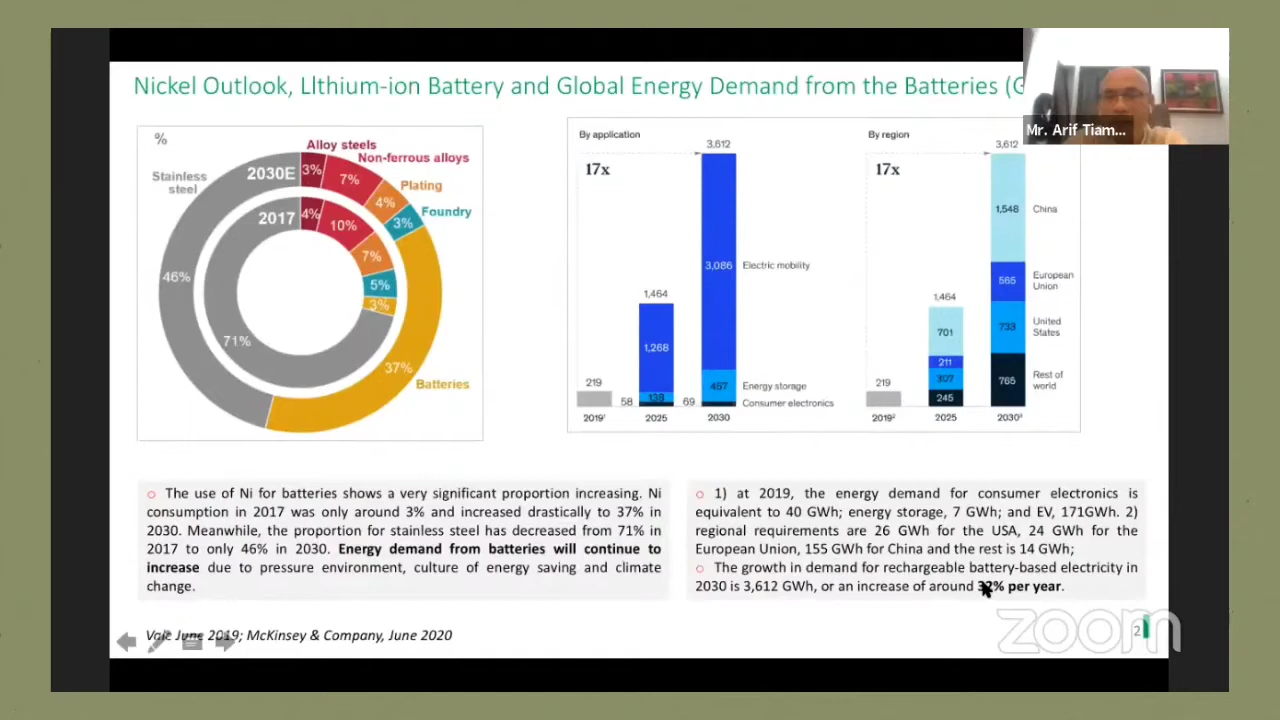 Nickel Outlook, LIthium-ion Battery and Global Energy Demand from the Batteries (G
Mr. Arif Tiam...
%
Alloy steels
Non-ferrous alloys
Plating
Foundry
Stainless
steel
2030E
3%
7%
4%
3%
2017
4%
10%
7%
5%
3%
46%
71%
37%
Batteries
By application
17x
3,612
3,086
Electric mobility
1,464
1,268
219
58
139
69
457
Energy storage
Consumer electronics
2019¹
2025
2030
By region
17x
3,612
1,548
China
565
European
Union
1,464
701
733
United
States
211
307
219
245
765
Rest of
world
2019²
2025
2030³
○ The use of Ni for batteries shows a very significant proportion increasing. Ni
consumption in 2017 was only around 3% and increased drastically to 37% in
2030. Meanwhile, the proportion for stainless steel has decreased from 71% in
2017 to only 46% in 2030. Energy demand from batteries will continue to
increase due to pressure environment, culture of energy saving and climate
change.
○ 1) at 2019, the energy demand for consumer electronics is
equivalent to 40 GWh; energy storage, 7 GWh; and EV, 171GWh. 2)
regional requirements are 26 GWh for the USA, 24 GWh for the
European Union, 155 GWh for China and the rest is 14 GWh;
○ The growth in demand for rechargeable battery-based electricity in
2030 is 3,612 GWh, or an increase of around 32% per year.
Vale June 2019; McKinsey & Company, June 2020
zoom
2